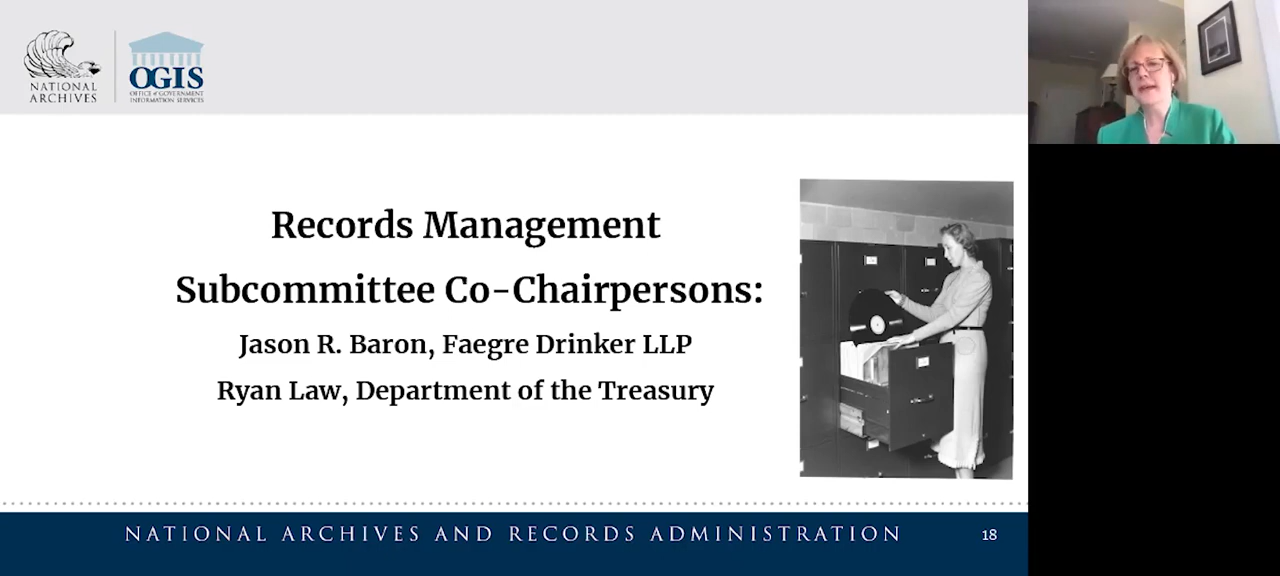 NATIONAL
ARCHIVES
OGIS
OFFICE of GOVERNMENT
INFORMATION SERVICES
Records Management
Subcommittee Co-Chairpersons:
Jason R. Baron, Faegre Drinker LLP
Ryan Law, Department of the Treasury
NATIONAL ARCHIVES AND RECORDS ADMINISTRATION
18